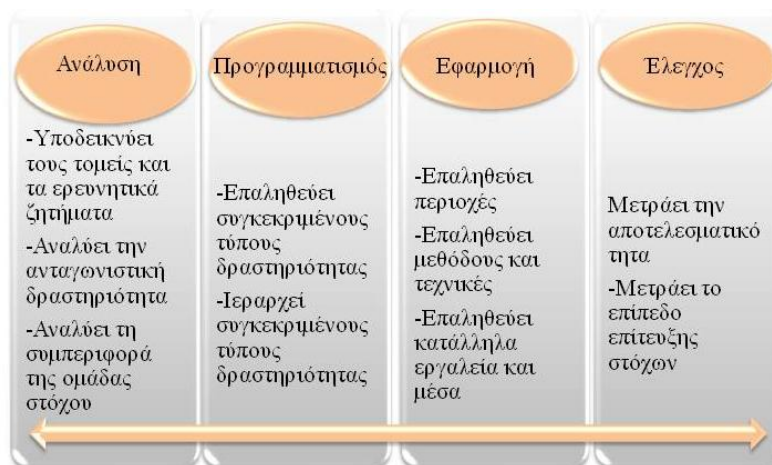 Ανάλυση
-Υποδεικνύει
τους τομείς και
τα ερευνητικά
ζητήματα
-Αναλύει την
ανταγωνιστική
δραστηριότητα
-Αναλύει τη
συμπεριφορά
της ομάδας
στόχου
Προγραμματισμός
-Επαληθεύει
συγκεκριμένους
τύπους
δραστηριότητας
-Ιεραρχεί
συγκεκριμένους
τύπους
δραστηριότητας
Εφαρμογή
-Επαληθεύει
περιοχές
-Επαληθεύει
μεθόδους και
τεχνικές
-Επαληθεύει
κατάλληλα
εργαλεία και
μέσα
Έλεγχος
Μετράει την
αποτελεσματικό
τητα
-Μετράει το
επίπεδο
επίτευξης
στόχων